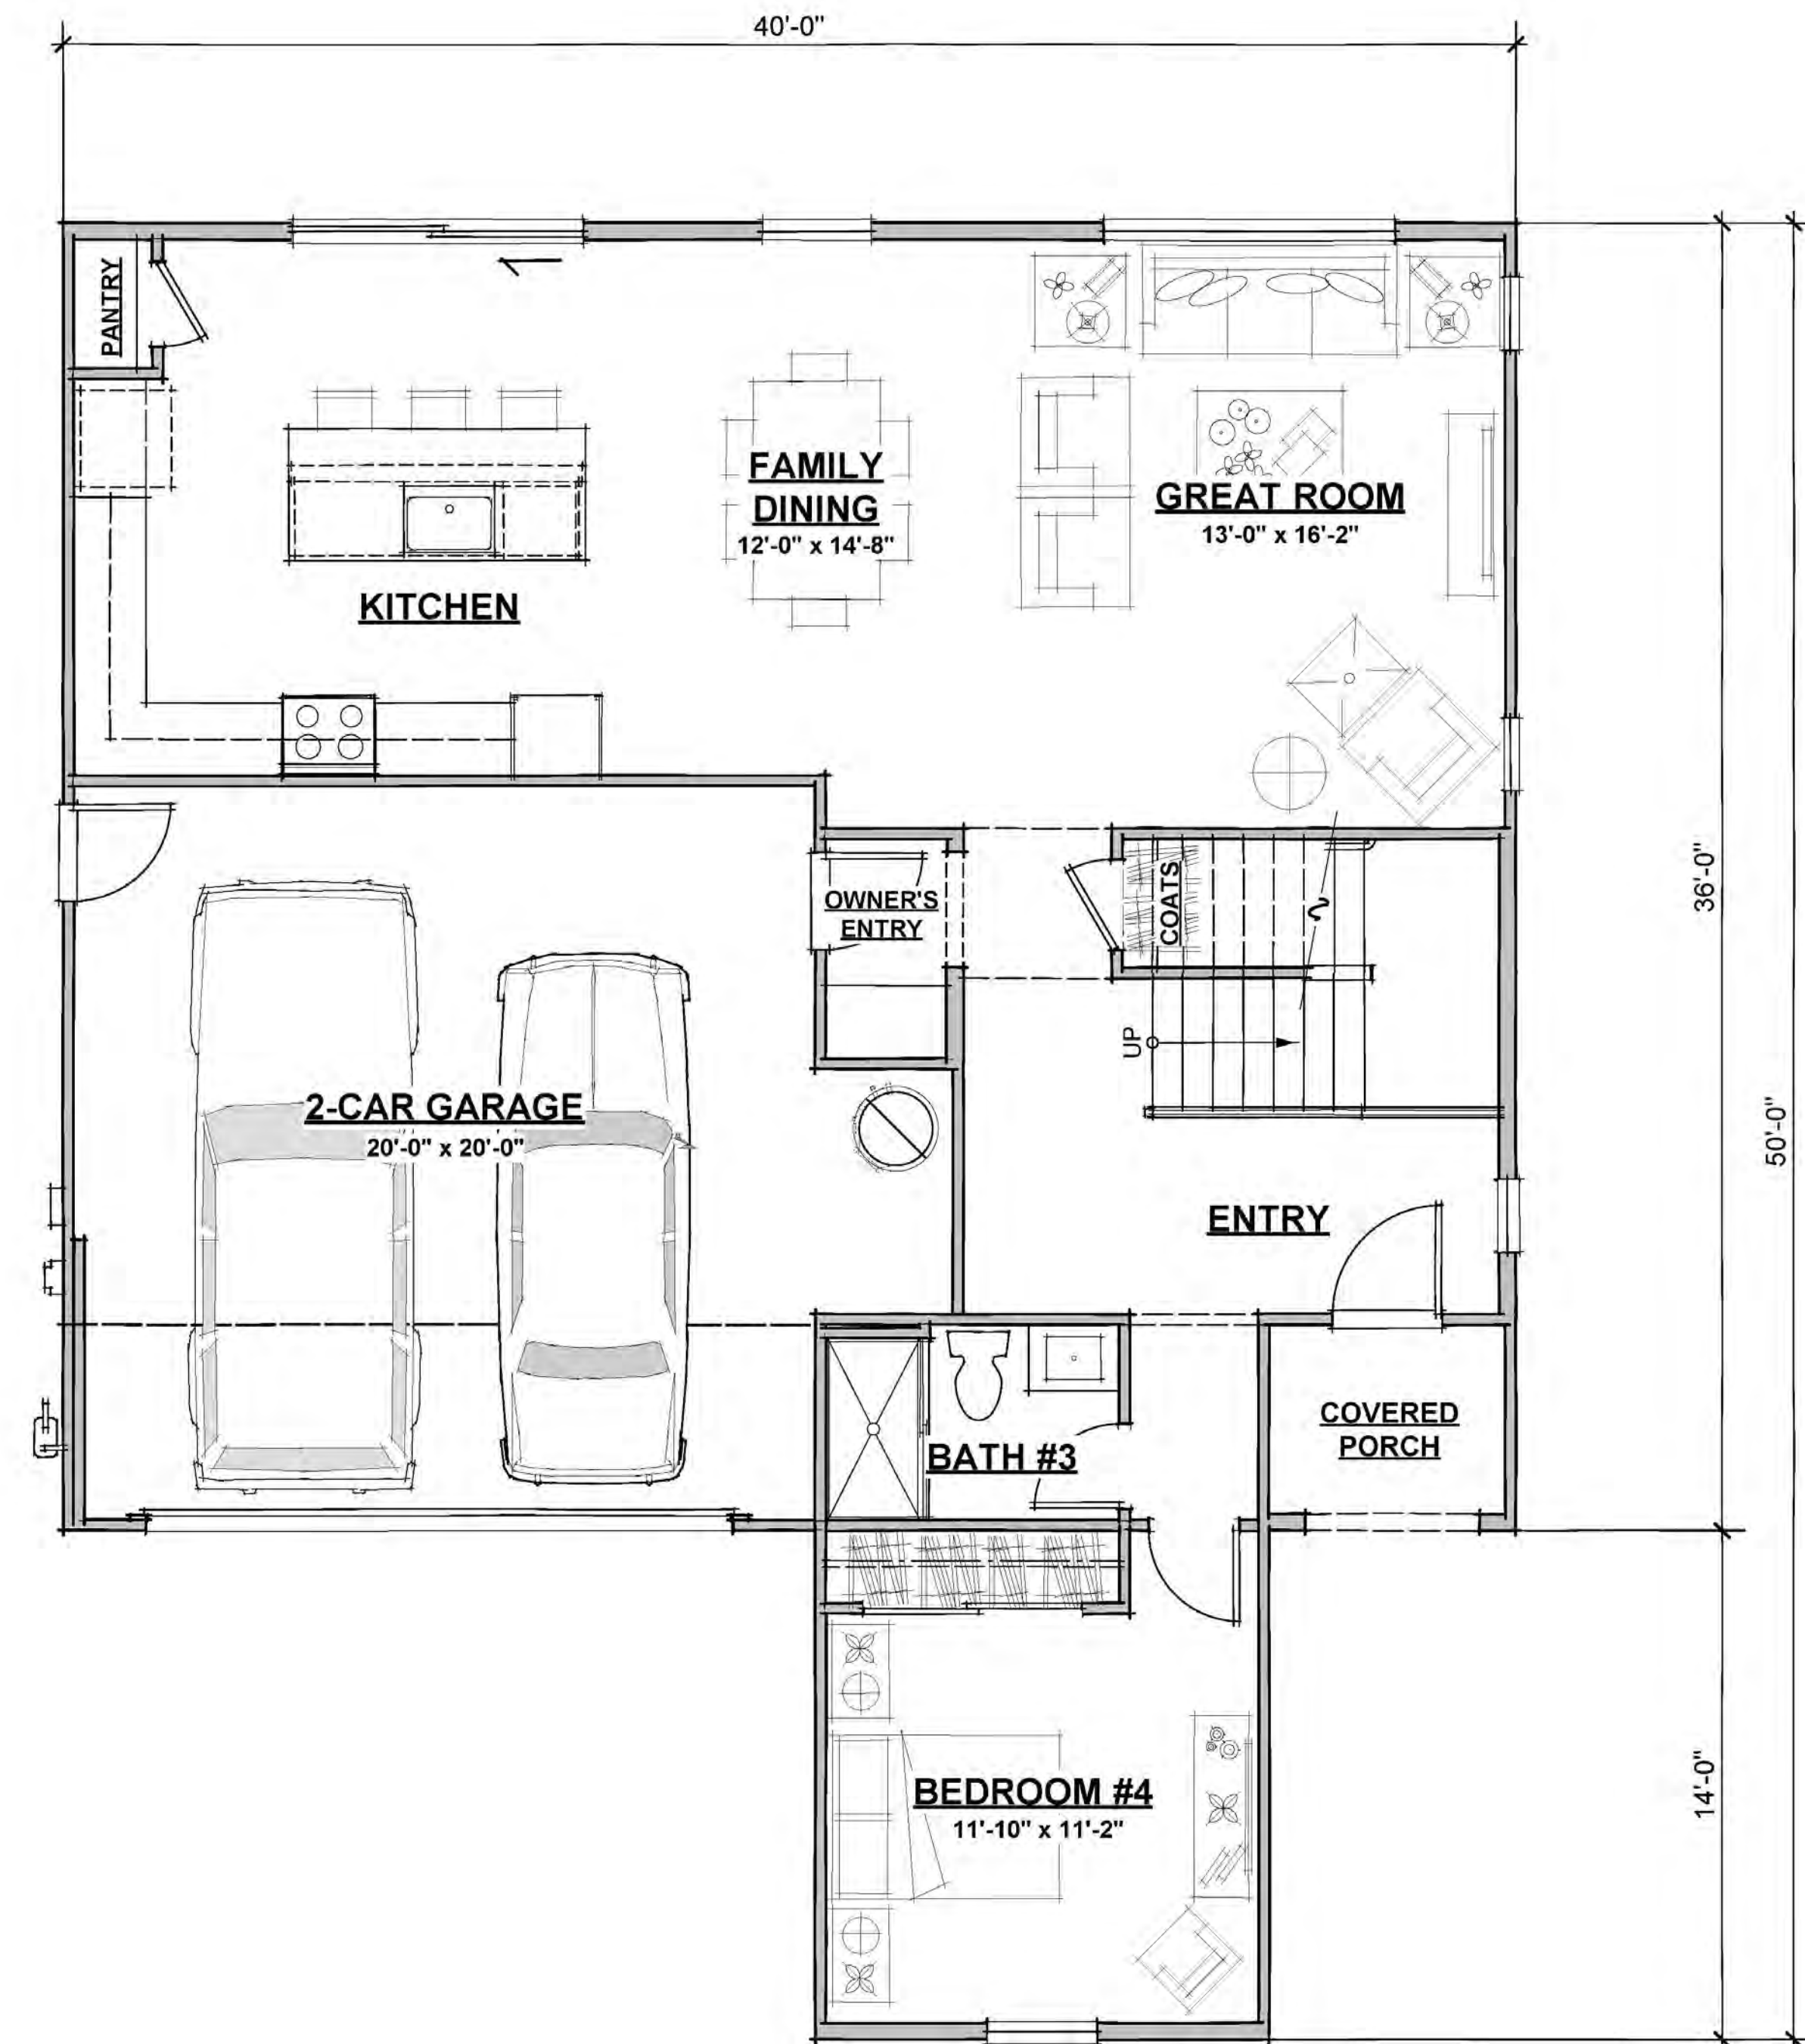 40'-0"
PANTRY
FAMILY
DINING
12'-0" x 14'-8"
GREAT ROOM
13'-0" x 16'-2"
KITCHEN
OWNER'S
ENTRY
COATS
36'-0"
UP
2-CAR GARAGE
20'-0" x 20'-0"
50'-0"
ENTRY
COVERED
PORCH
BATH #3
BEDROOM #4
11'-10" x 11'-2"
14'-0"